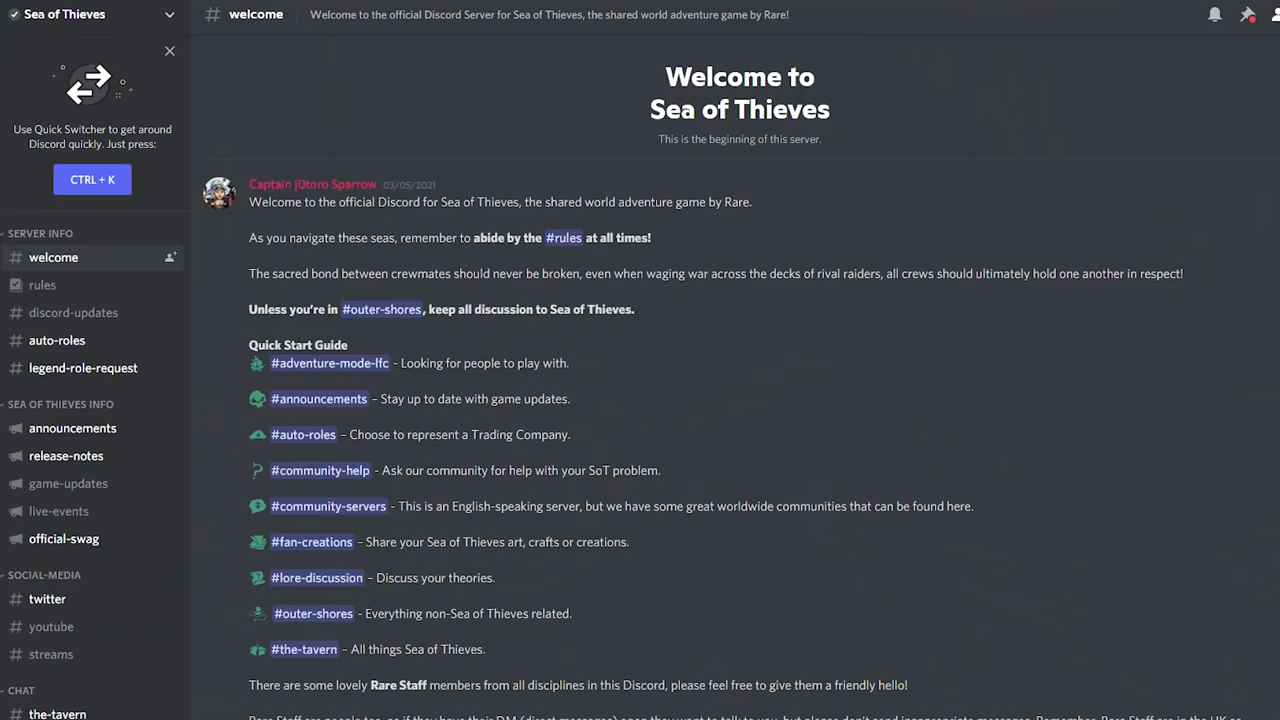 Sea of Thieves
# welcome
Welcome to the official Discord Server for Sea of Thieves, the shared world adventure game by Rare!
Use Quick Switcher to get around
Discord quickly. Just press:
CTRL + K
SERVER INFO
# welcome
rules
# discord-updates
# auto-roles
# legend-role-request
SEA OF THIEVES INFO
announcements
release-notes
game-updates
live-events
official-swag
SOCIAL-MEDIA
# twitter
# youtube
# streams
CHAT
the-tavern
Welcome to
Sea of Thieves
This is the beginning of this server.
03/05/2021
Welcome to the official Discord for Sea of Thieves, the shared world adventure game by Rare.
As you navigate these seas, remember to abide by the #rules at all times!
The sacred bond between crewmates should never be broken, even when waging war across the decks of rival raiders, all crews should ultimately hold one another in respect!
Unless you're in #outer-shores, keep all discussion to Sea of Thieves.
Quick Start Guide
#adventure-mode-lfc - Looking for people to play with.
#announcements – Stay up to date with game updates.
#auto-roles – Choose to represent a Trading Company.
? #community-help - Ask our community for help with your SoT problem.
#community-servers - This is an English-speaking server, but we have some great worldwide communities that can be found here.
#fan-creations – Share your Sea of Thieves art, crafts or creations.
#lore-discussion – Discuss your theories.
#outer-shores - Everything non-Sea of Thieves related.
#the-tavern – All things Sea of Thieves.
There are some lovely Rare Staff members from all disciplines in this Discord, please feel free to give them a friendly hello!